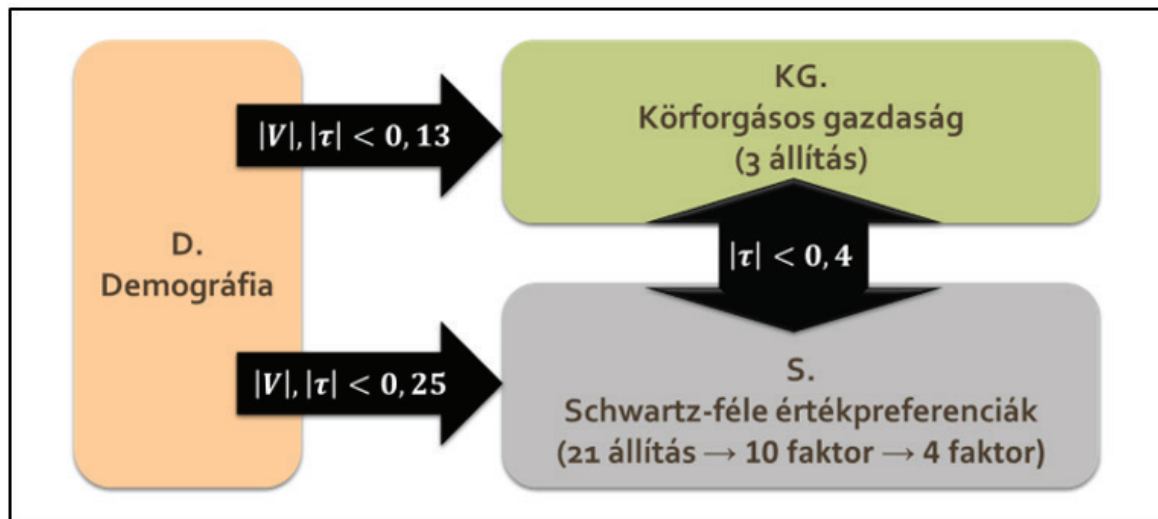 D.
Demográfia
|V|, |τ| < 0, 13
KG.
Körforgásos gazdaság
(3 állítás)
|τ| < 0, 4
|V|, |τ| < 0, 25
S.
Schwartz-féle értékpreferenciák
(21 állítás → 10 faktor → 4 faktor)